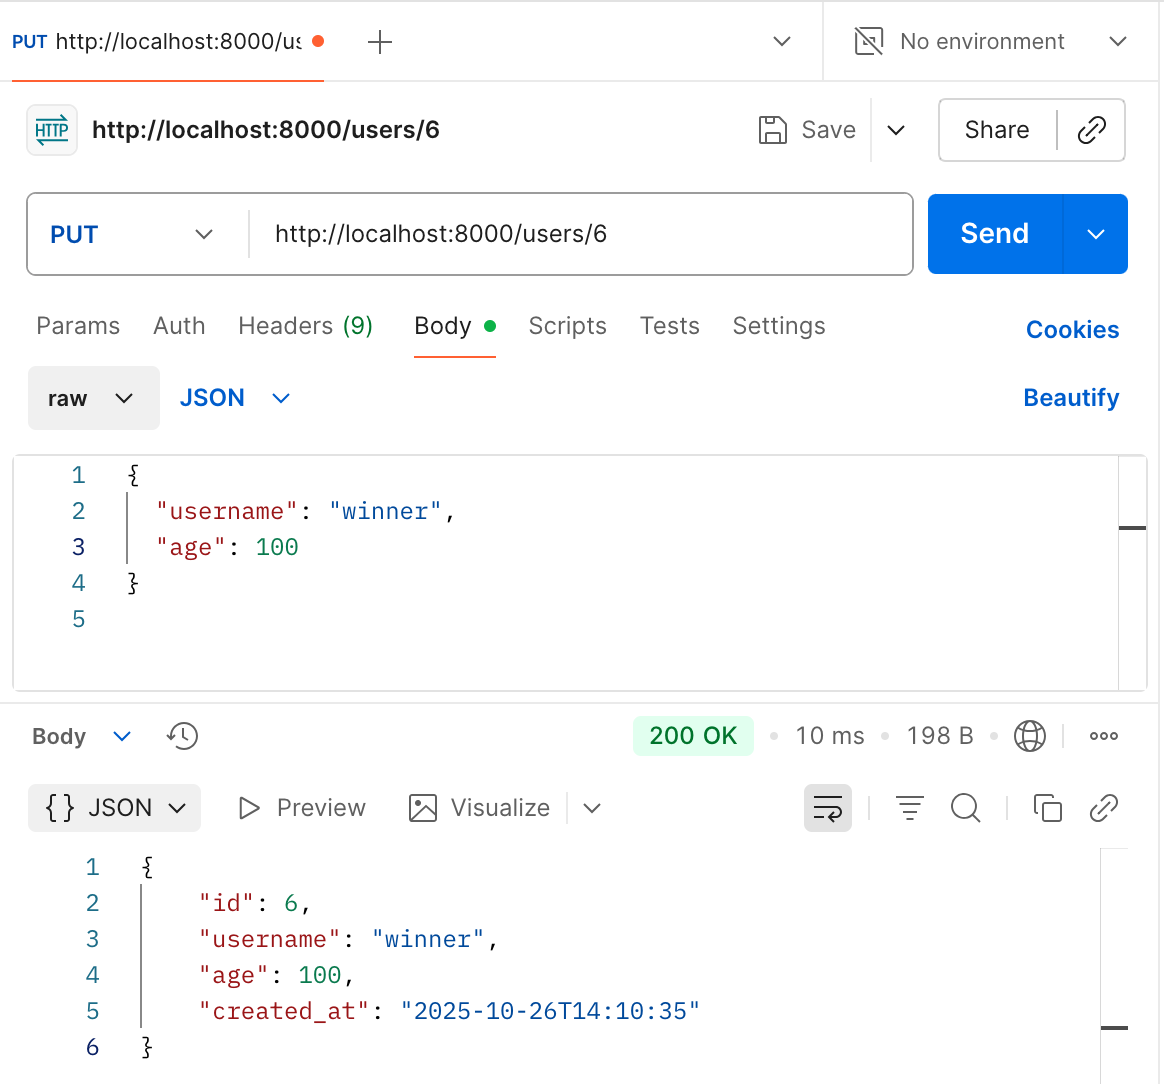 PUT http://localhost:8000/us
No environment
HTTP http://localhost:8000/users/6
Save
Share
PUT http://localhost:8000/users/6
Send
Params Auth Headers (9) Body Scripts Tests Settings
Cookies
raw JSON
Beautify
1 {
2 "username": "winner",
3 "age": 100
4 }
5
Body
200 OK • 10 ms • 198 B
{ } JSON Preview Visualize
1 {
2 "id": 6,
3 "username": "winner",
4 "age": 100,
5 "created_at": "2025-10-26T14:10:35"
6 }